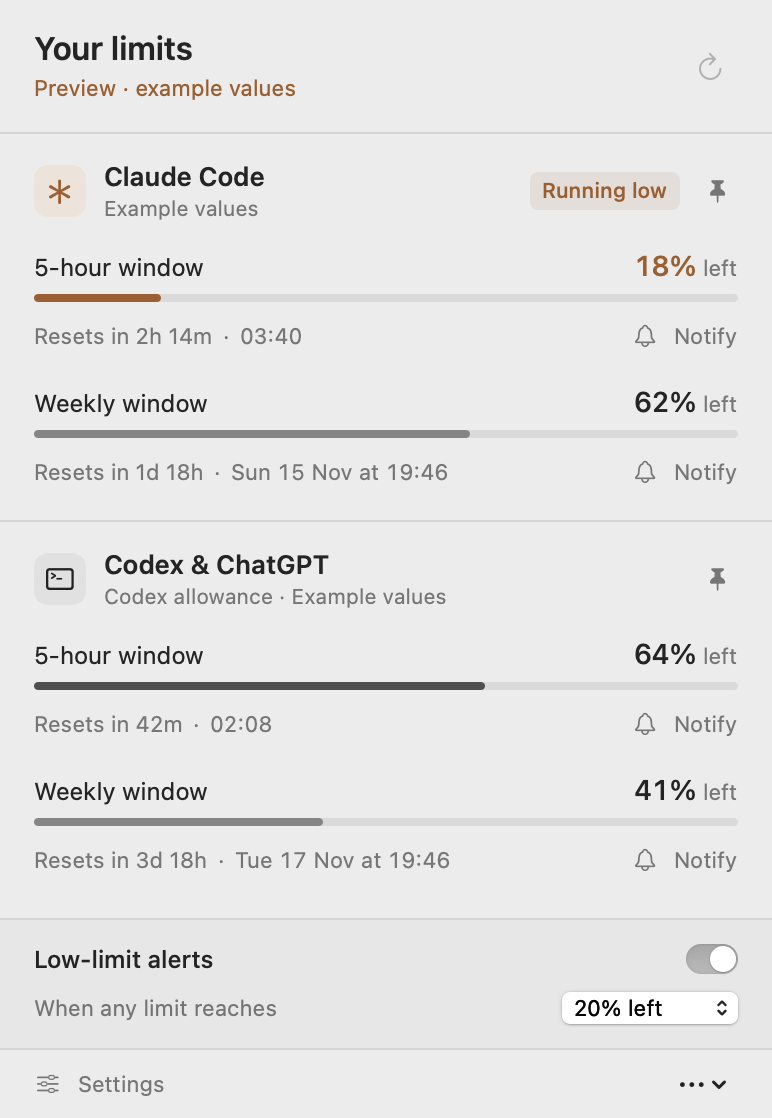 Your limits
Preview · example values
Claude Code
Running low
Example values
5-hour window
18% left
Resets in 2h 14m · 03:40
Notify
Weekly window
62% left
Resets in 1d 18h · Sun 15 Nov at 19:46
Notify
Codex & ChatGPT
Codex allowance · Example values
5-hour window
64% left
Resets in 42m · 02:08
Notify
Weekly window
41% left
Resets in 3d 18h · Tue 17 Nov at 19:46
Notify
Low-limit alerts
When any limit reaches
20% left
Settings